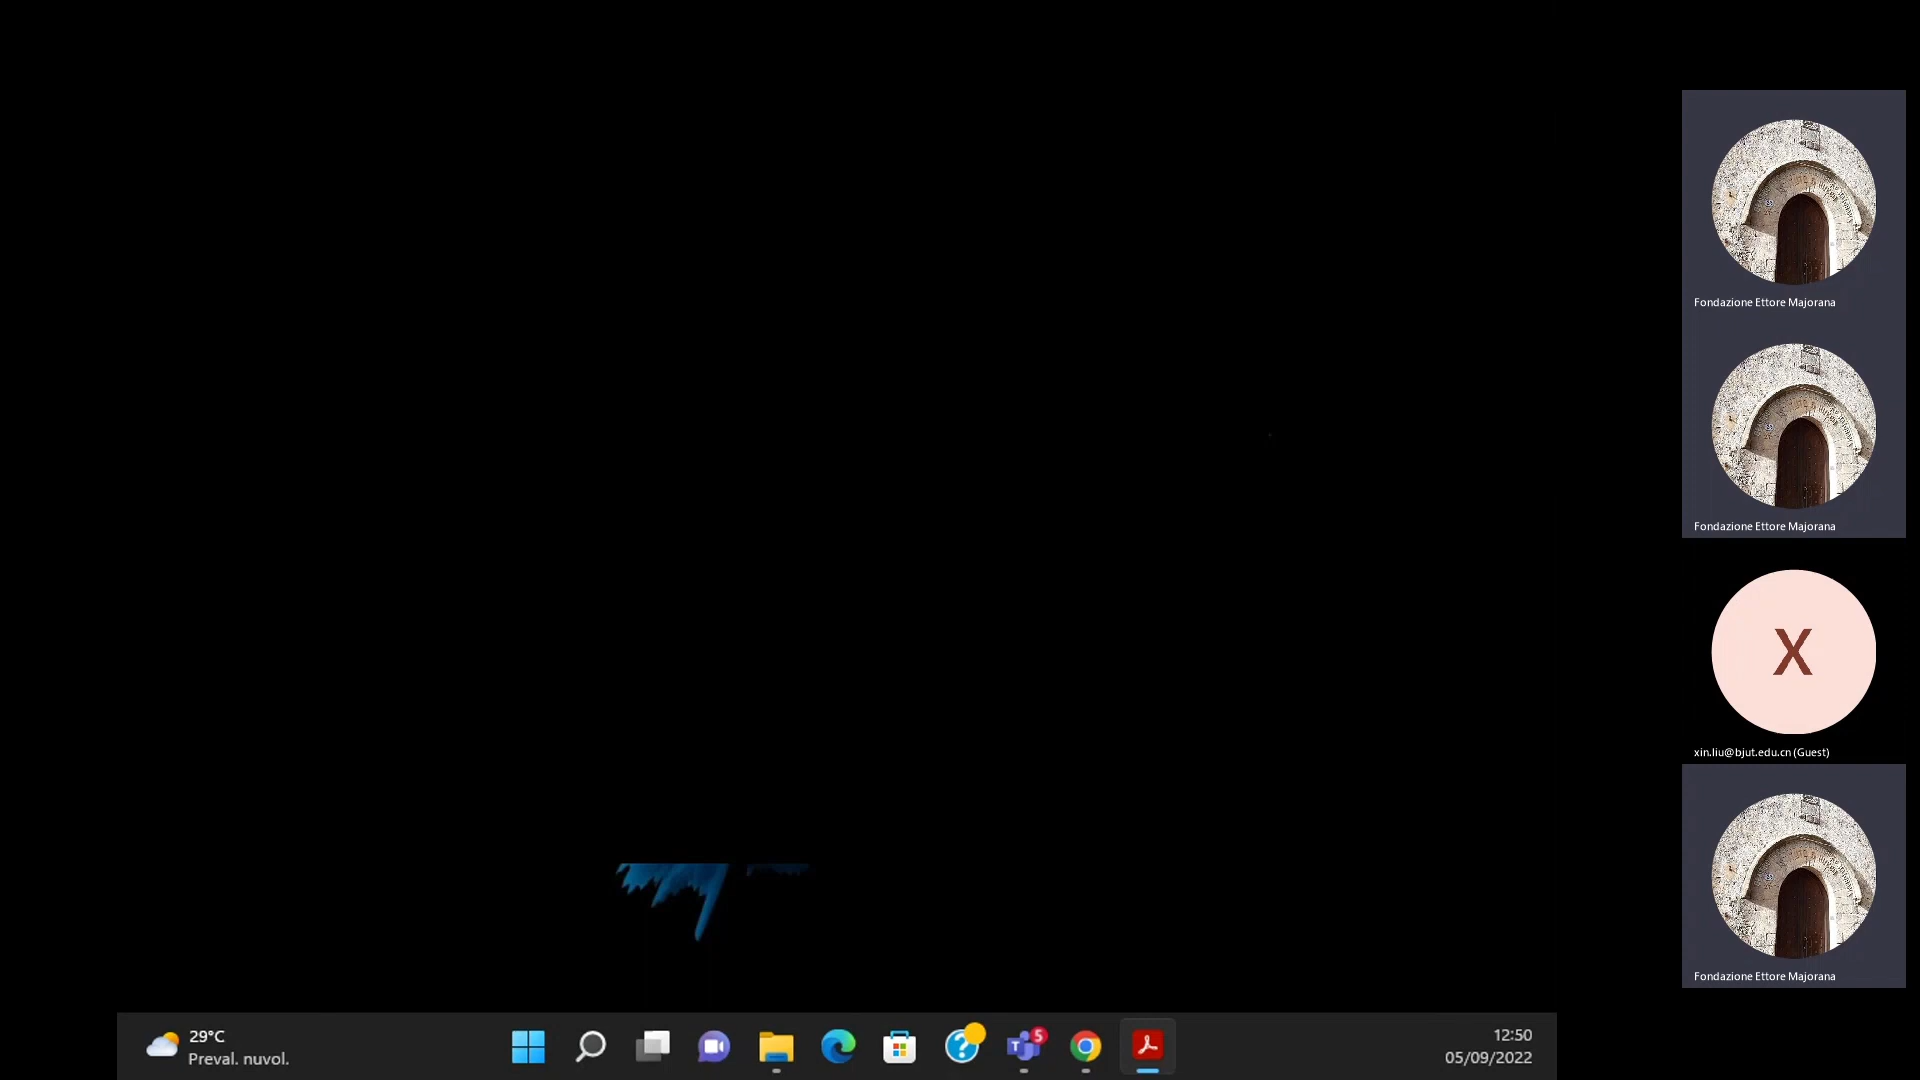 Fondazione Ettore Majorana
Fondazione Ettore Majorana
X
xin.liu@bjut.edu.cn (Guest)
Fondazione Ettore Majorana
29°C
Preval. nuvol.
5
12:50
05/09/2022